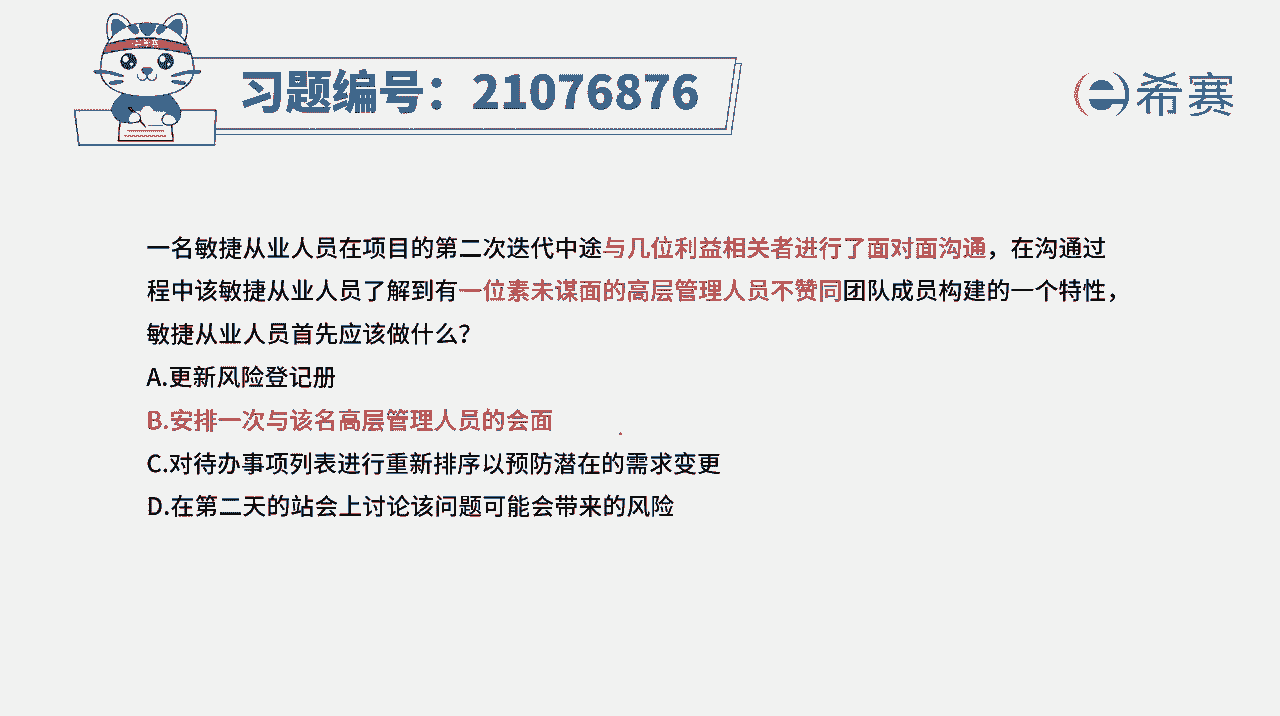 习题编号：21076876
希赛
一名敏捷从业人员在项目的第二次迭代中途与几位利益相关者进行了面对面沟通，在沟通过
程中该敏捷从业人员了解到有一位素未谋面的高层管理人员不赞同团队成员构建的一个特性，
敏捷从业人员首先应该做什么？
A.更新风险登记册
B.安排一次与该名高层管理人员的会面
C.对待办事项列表进行重新排序以预防潜在的需求变更
D.在第二天的站会上讨论该问题可能会带来的风险